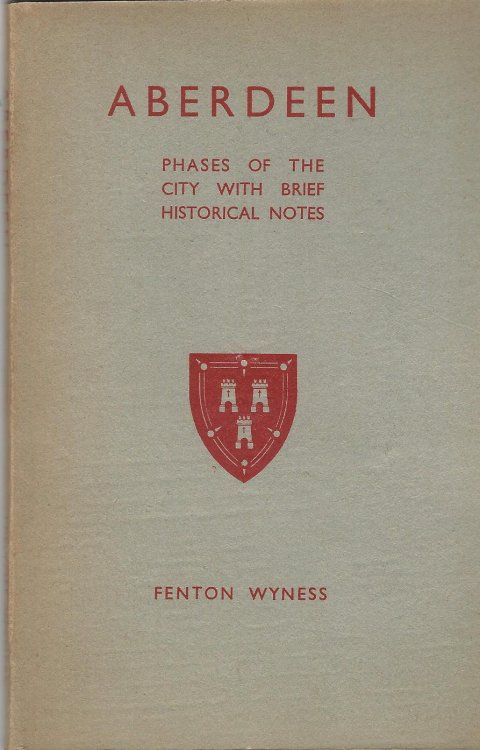 ABERDEEN
PHASES OF THE
CITY WITH BRIEF
HISTORICAL NOTES
FENTON WYNESS